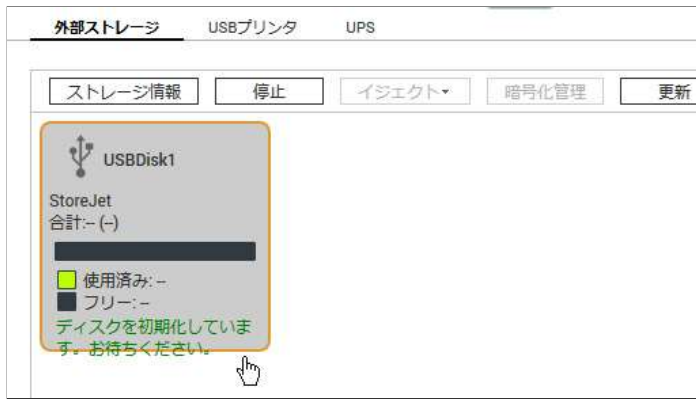 外部ストレージ USBプリンタ UPS
ストレージ情報 停止 イジェクト 暗号化管理 更新
USBDisk1
StoreJet
合計:-- (--)
使用済み: --
フリー: --
ディスクを初期化していま
す。お待ちください。